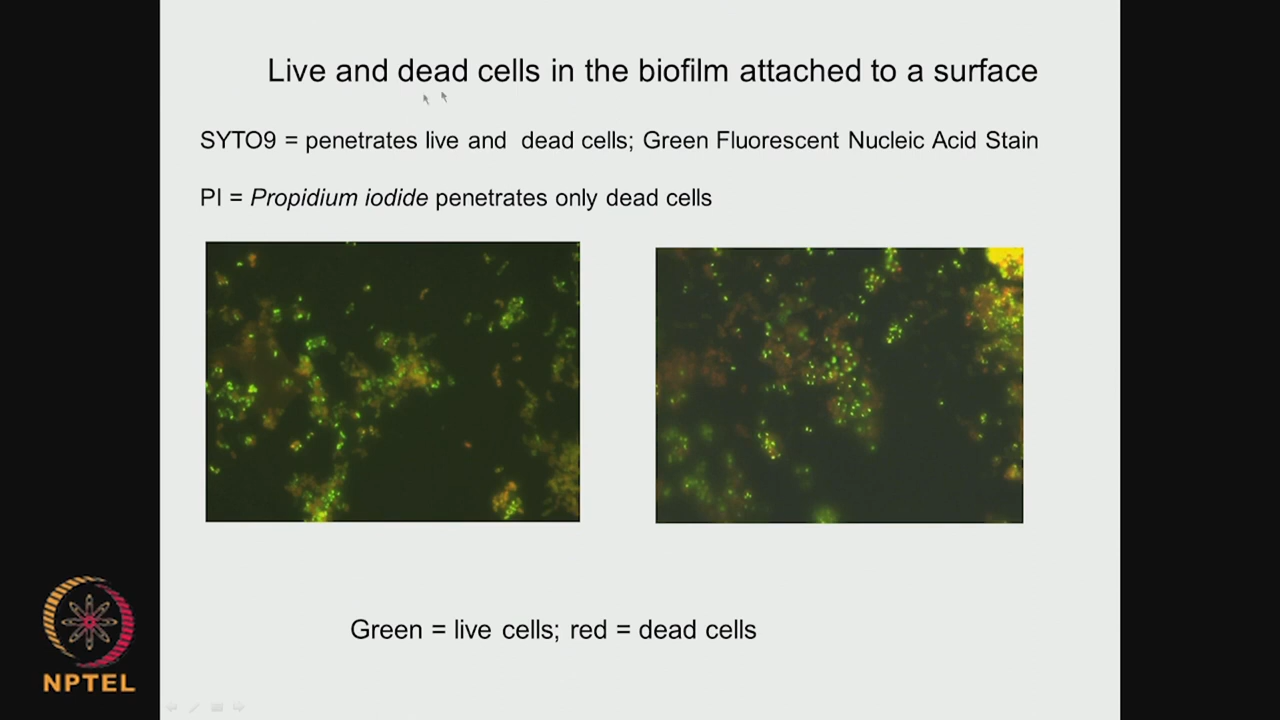 Live and dead cells in the biofilm attached to a surface
SYTO9 = penetrates live and dead cells; Green Fluorescent Nucleic Acid Stain
PI = Propidium iodide penetrates only dead cells
Green = live cells; red = dead cells
NPTEL